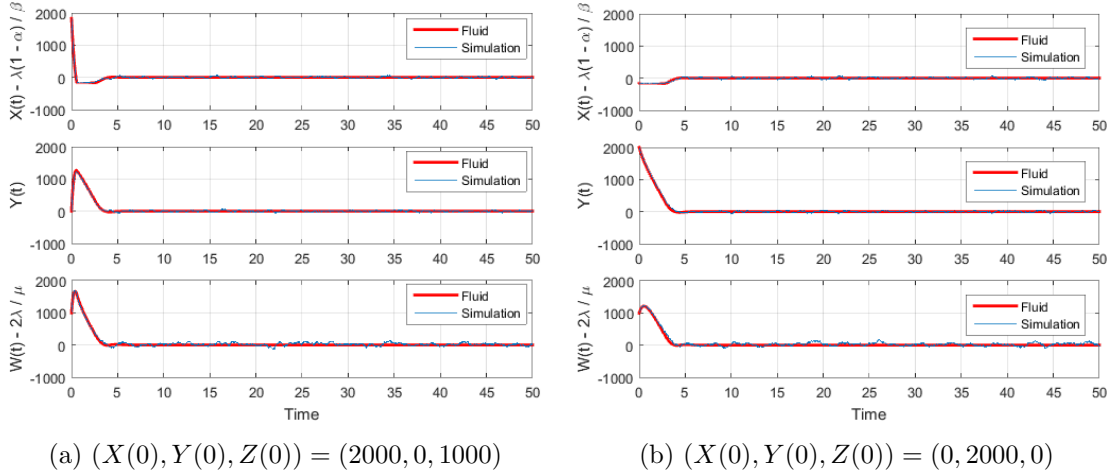 X(t) - λ(1 - α) / β
2000
1000
0
-1000
Fluid
Simulation
0 5 10 15 20 25 30 35 40 45 50
Y(t)
2000
1000
0
-1000
Fluid
Simulation
0 5 10 15 20 25 30 35 40 45 50
W(t) - 2λ / μ
2000
1000
0
-1000
Fluid
Simulation
0 5 10 15 20 25 30 35 40 45 50
Time
(a) (X(0), Y(0), Z(0)) = (2000, 0, 1000)
X(t) - λ(1 - α) / β
2000
1000
0
-1000
Fluid
Simulation
0 5 10 15 20 25 30 35 40 45 50
Y(t)
2000
1000
0
-1000
Fluid
Simulation
0 5 10 15 20 25 30 35 40 45 50
W(t) - 2λ / μ
2000
1000
0
-1000
Fluid
Simulation
0 5 10 15 20 25 30 35 40 45 50
Time
(b) (X(0), Y(0), Z(0)) = (0, 2000, 0)